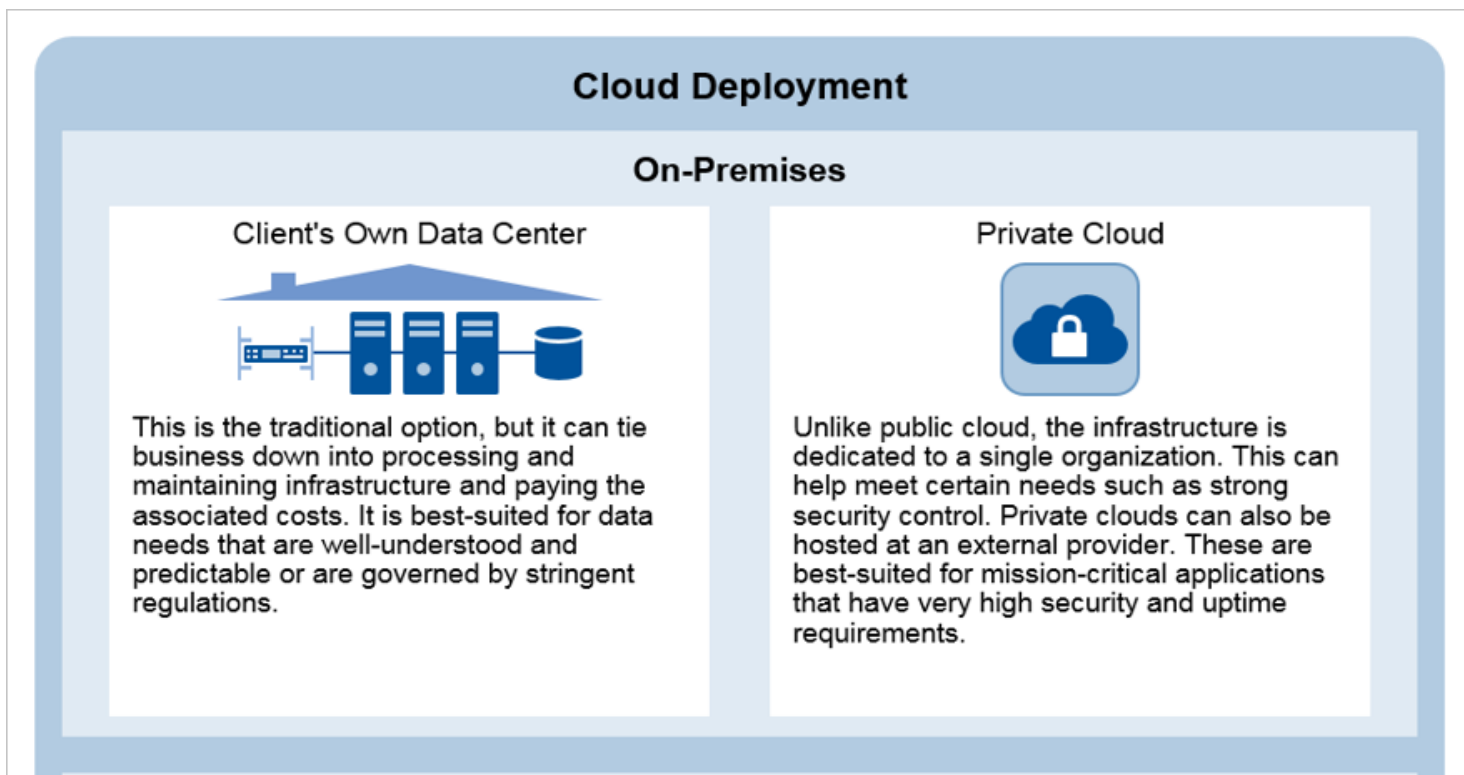 Cloud Deployment
On-Premises
Client's Own Data Center
This is the traditional option, but it can tie
business down into processing and
maintaining infrastructure and paying the
associated costs. It is best-suited for data
needs that are well-understood and
predictable or are governed by stringent
regulations.
Private Cloud
Unlike public cloud, the infrastructure is
dedicated to a single organization. This can
help meet certain needs such as strong
security control. Private clouds can also be
hosted at an external provider. These are
best-suited for mission-critical applications
that have very high security and uptime
requirements.